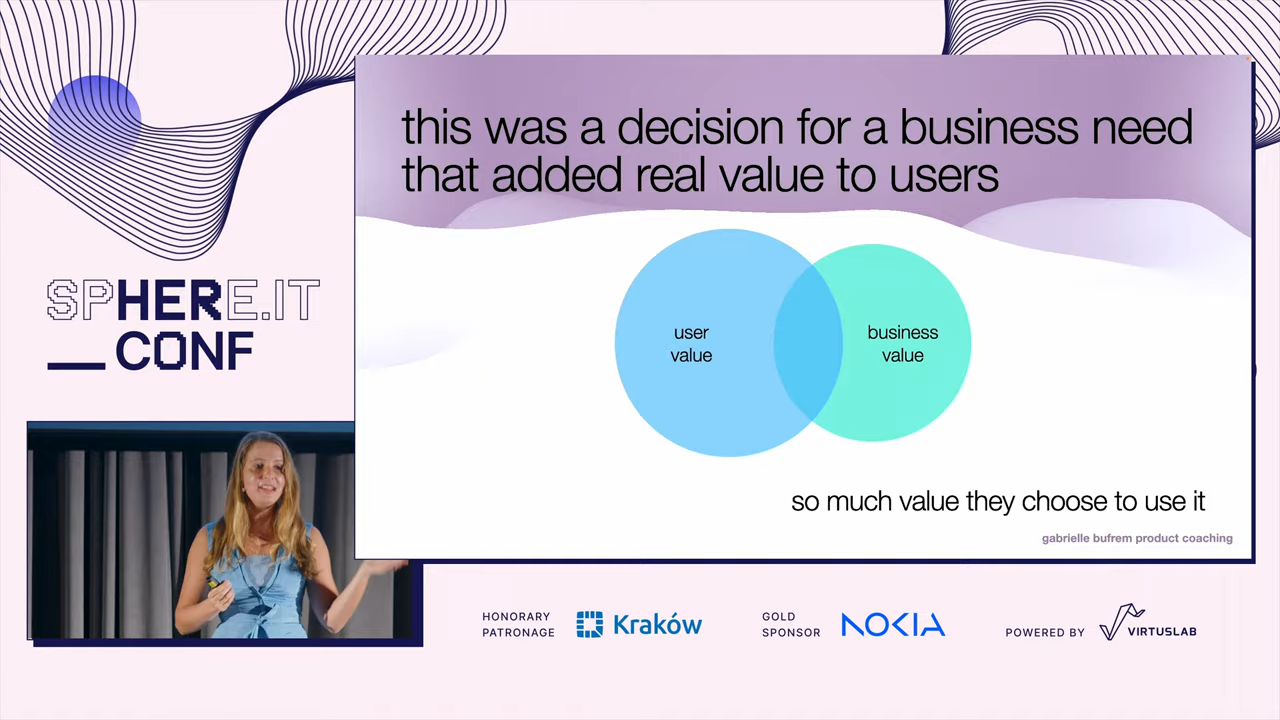 SPHERE.IT
CONF
this was a decision for a business need
that added real value to users
user
value
business
value
so much value they choose to use it
gabrielle bufrem product coaching
HONORARY
PATRONAGE
Kraków
GOLD
SPONSOR
NOKIA
POWERED BY
VIRTUSLAB